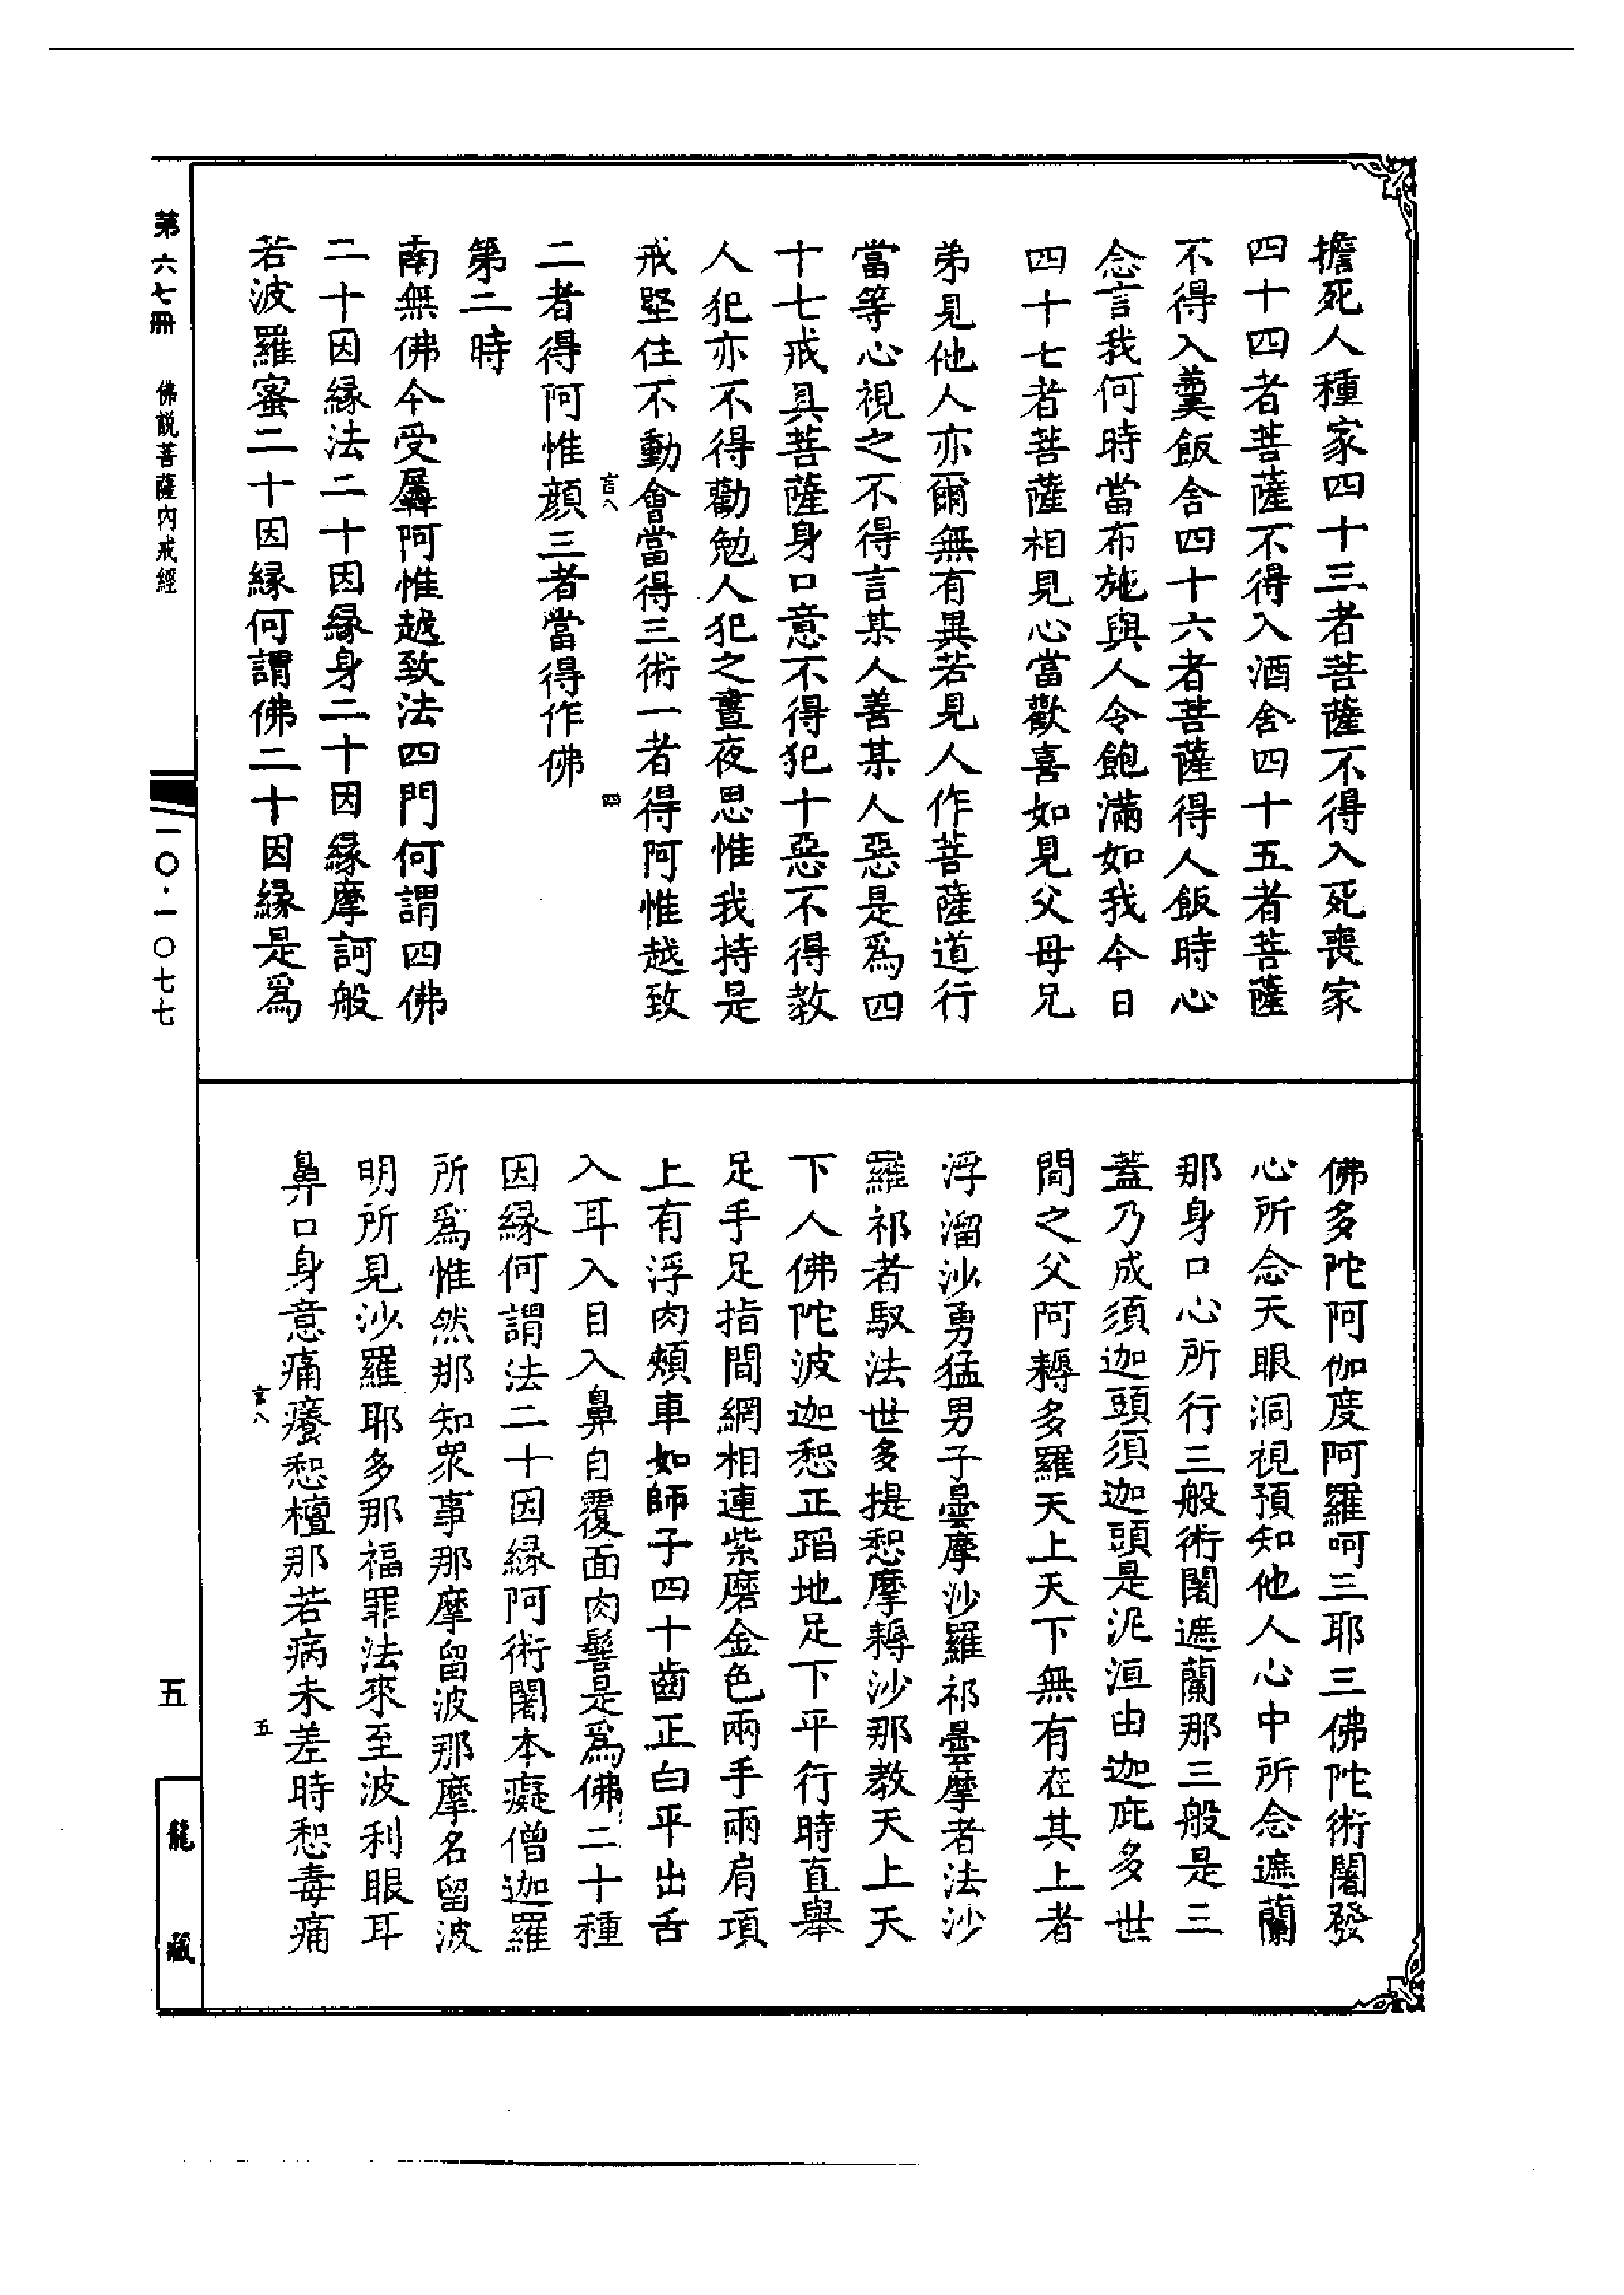 擔死人種家四十三者菩薩不得入死喪家
四十四者菩薩不得入酒舍四十五者菩薩
不得入羹飯舍四十六者菩薩得人飯時心
念言我何時當布施與人令飽滿如我今日
四十七者菩薩相見心當歡喜如見父母兄
弟見他人亦爾無有異若見人作菩薩道行
當等心視之不得言某人善某人惡是爲四
十七戒具菩薩身口意不得犯十惡不得教
人犯亦不得勸勉人犯之晝夜思惟我持是
戒堅住不動會當得三術一者得阿惟越致
言八 四
二者得阿惟顔三者當得作佛
第二時
南無佛今受羼阿惟越致法四門何謂四佛
二十因縁法二十因縁身二十因縁摩訶般
若波羅蜜二十因縁何謂佛二十因縁是爲
佛多陀阿伽度阿羅呵三耶三佛陀術闍發
心所念天眼洞視預知他人心中所念遮蘭
那身口心所行三般術闍遮蘭那三般是三
蓋乃成須迦頭須迦頭是泥洹由迦庇多世
間之父阿耨多羅天上天下無有在其上者
浮溜沙勇猛男子曇摩沙羅祁曇摩者法沙
羅祁者馭法世多提惒摩耨沙那教天上天
下人佛陀波迦惒正蹈地足下平行時直舉
足手足指間網相連紫磨金色兩手兩肩項
上有浮肉頰車如師子四十齒正白平出舌
入耳入目入鼻自覆面肉髻是爲佛二十種
因縁何謂法二十因縁阿術闍本癡僧迦羅
所爲惟然那知衆事那摩留波那摩名留波
明所見沙羅耶多那福罪法來至波利眼耳
鼻口身意痛癢惒檀那若病未差時惒毒痛
言八 五
第六七冊 佛説菩薩内戒經 一〇·一〇七七
五 龍藏